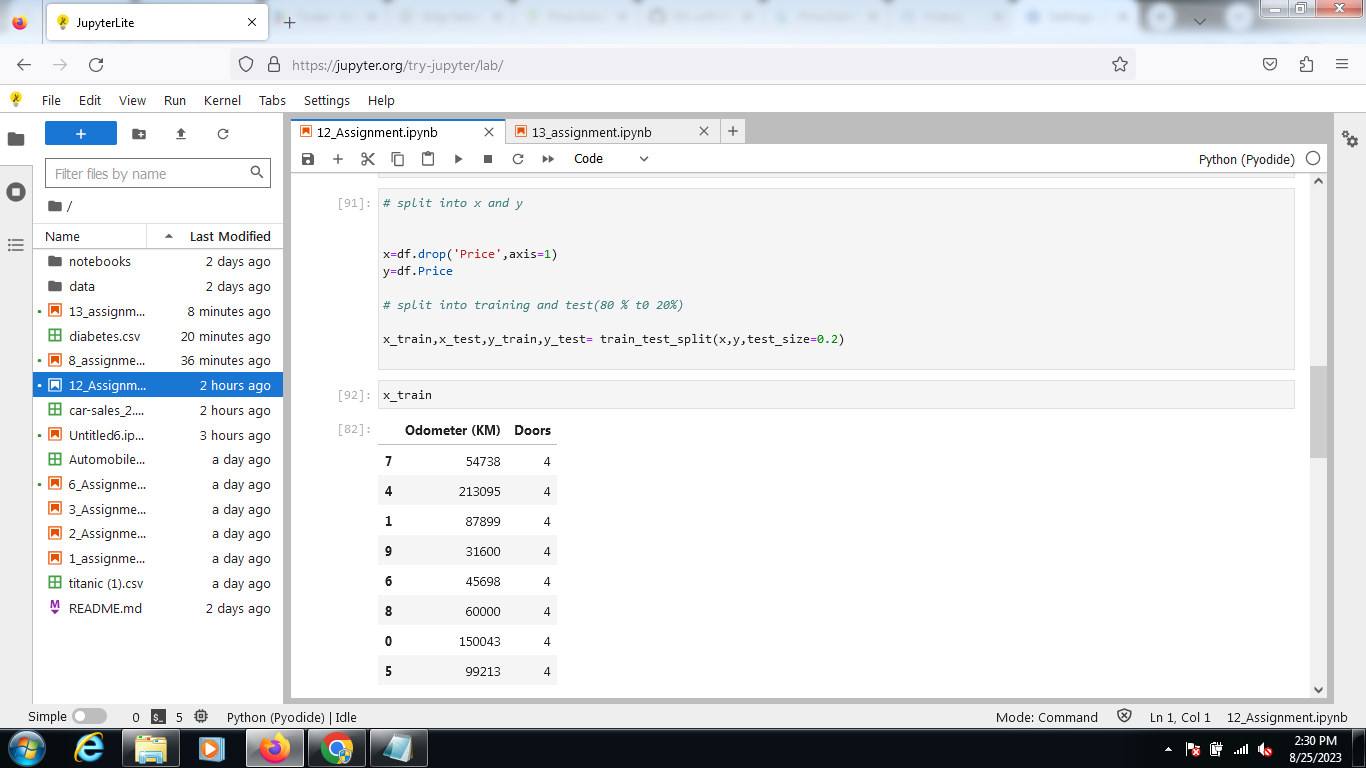 JupyterLite
https://jupyter.org/try-jupyter/lab/
File Edit View Run Kernel Tabs Settings Help
12_Assignment.ipynb
13_assignment.ipynb
Code
Python (Pyodide)
Filter files by name
/
Name Last Modified
notebooks 2 days ago
data 2 days ago
13_assignm... 8 minutes ago
diabetes.csv 20 minutes ago
8_assignme... 36 minutes ago
12_Assignm... 2 hours ago
car-sales_2.... 2 hours ago
Untitled6.ip... 3 hours ago
Automobile... a day ago
6_Assignme... a day ago
3_Assignme... a day ago
2_Assignme... a day ago
1_assignme... a day ago
titanic (1).csv a day ago
README.md 2 days ago
[91]: # split into x and y
x=df.drop('Price',axis=1)
y=df.Price
# split into training and test(80 % t0 20%)
x_train,x_test,y_train,y_test= train_test_split(x,y,test_size=0.2)
[92]: x_train
[82]: Odometer (KM) Doors
7 54738 4
4 213095 4
1 87899 4
9 31600 4
6 45698 4
8 60000 4
0 150043 4
5 99213 4
Simple 0 5 Python (Pyodide) | Idle Mode: Command Ln 1, Col 1 12_Assignment.ipynb
2:30 PM
8/25/2023